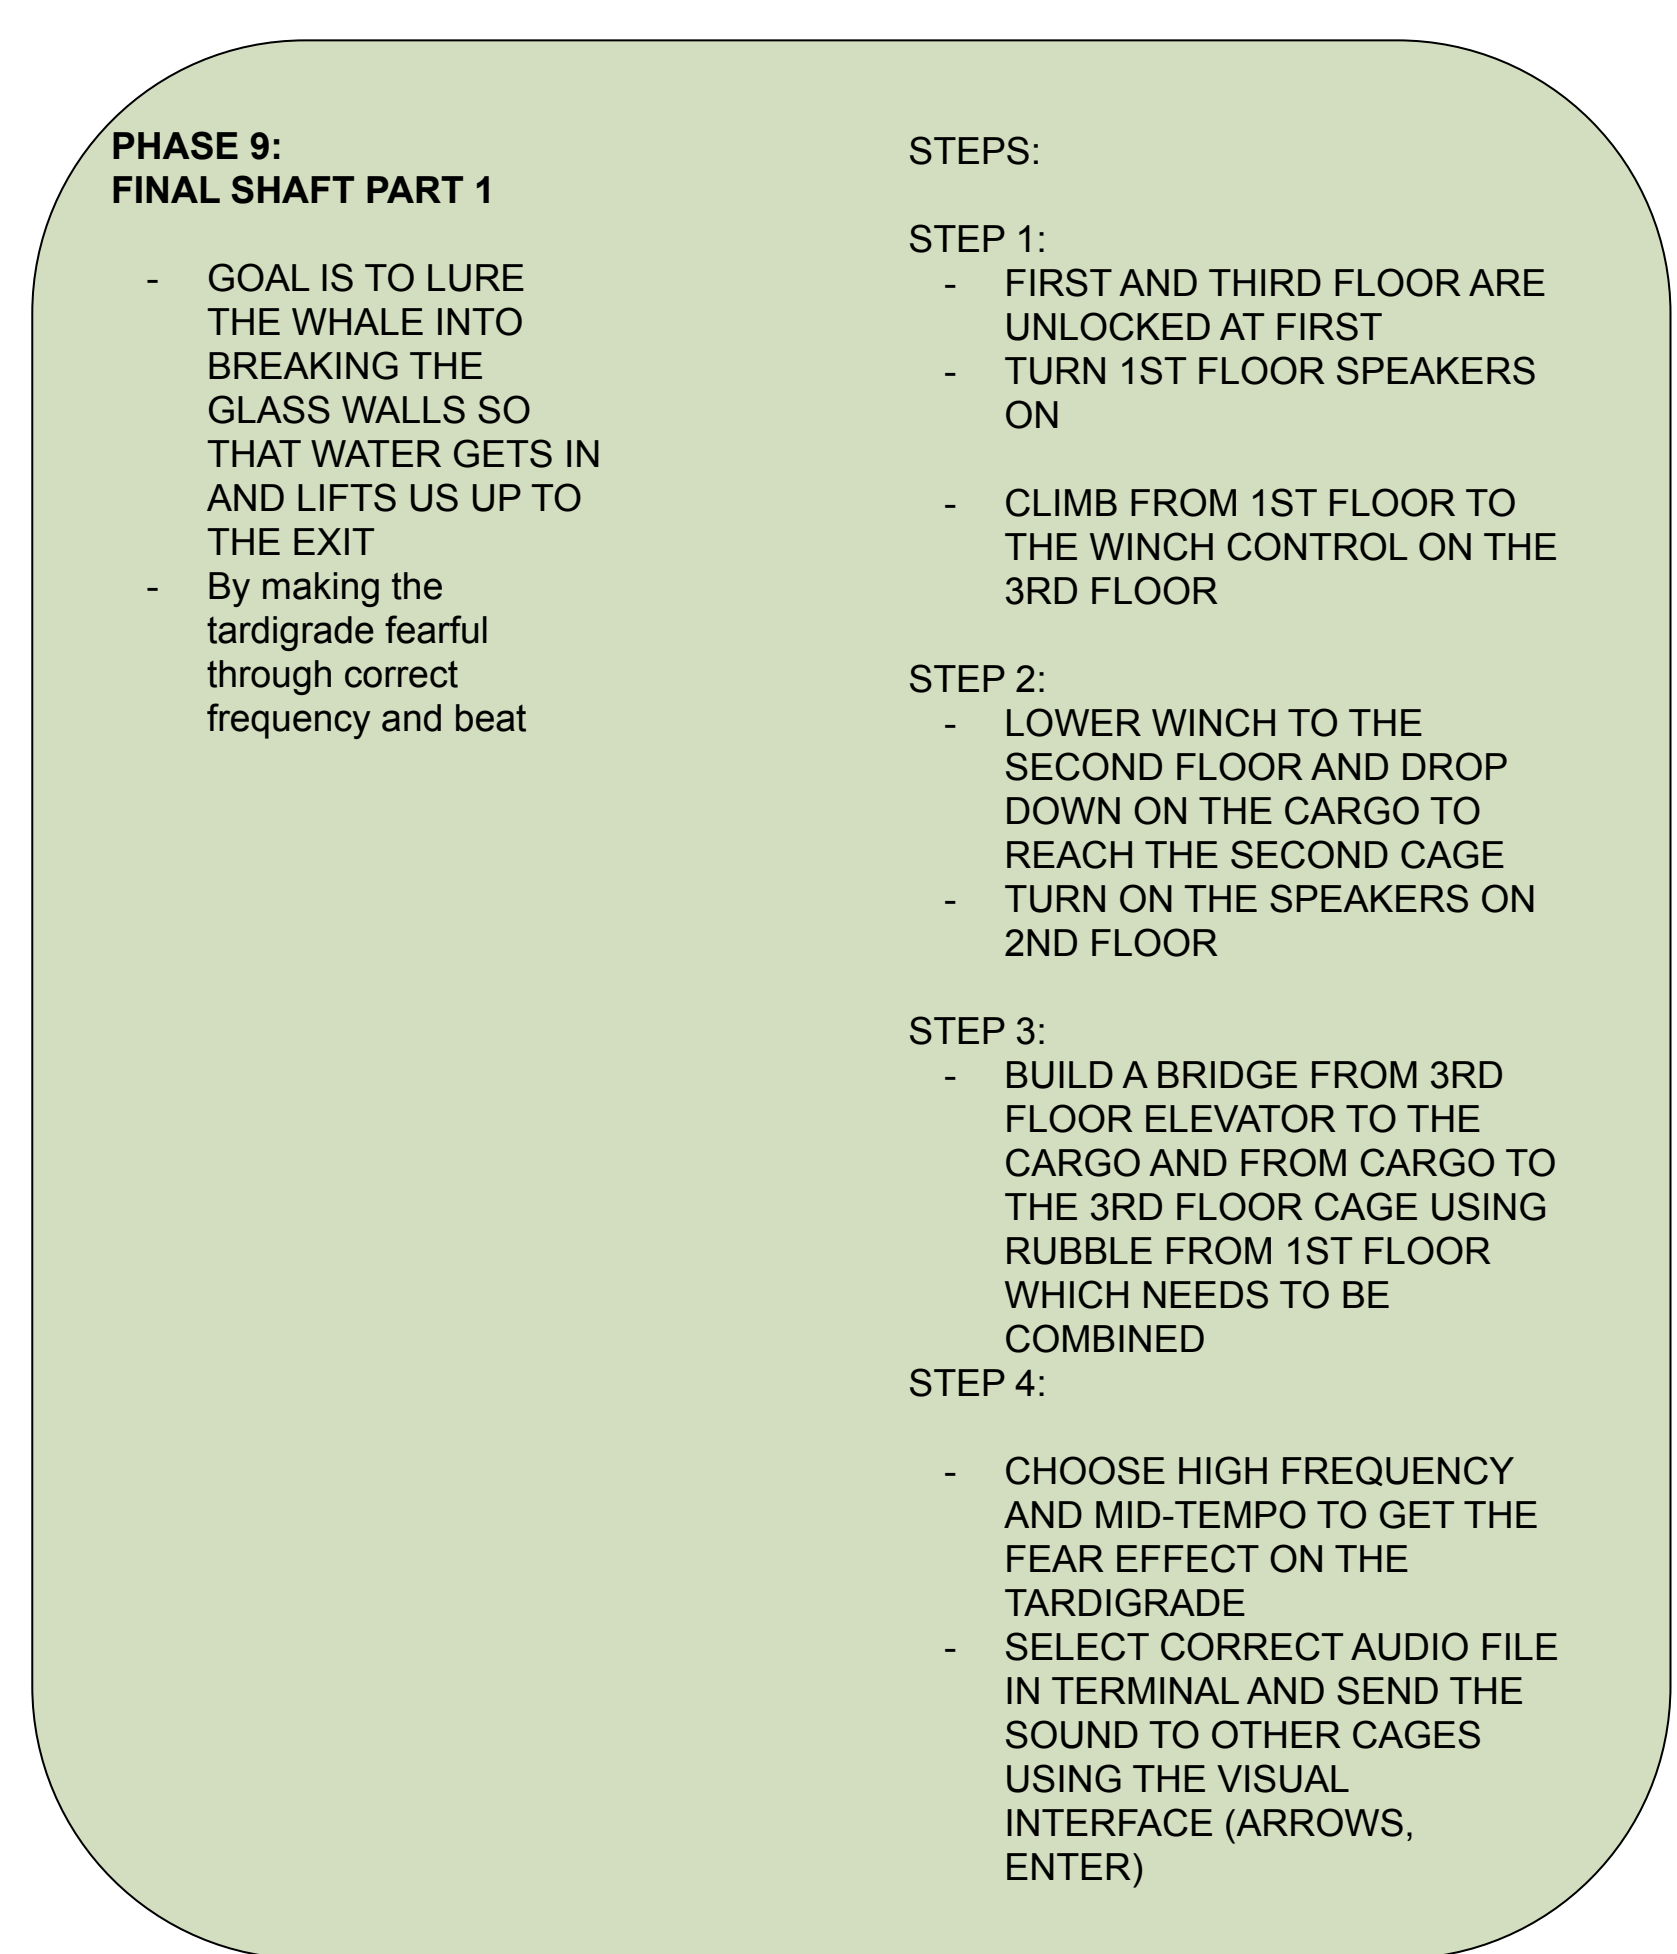 PHASE 9:
FINAL SHAFT PART 1
- GOAL IS TO LURE
THE WHALE INTO
BREAKING THE
GLASS WALLS SO
THAT WATER GETS IN
AND LIFTS US UP TO
THE EXIT
- By making the
tardigrade fearful
through correct
frequency and beat
STEPS:
STEP 1:
- FIRST AND THIRD FLOOR ARE
UNLOCKED AT FIRST
- TURN 1ST FLOOR SPEAKERS
ON
- CLIMB FROM 1ST FLOOR TO
THE WINCH CONTROL ON THE
3RD FLOOR
STEP 2:
- LOWER WINCH TO THE
SECOND FLOOR AND DROP
DOWN ON THE CARGO TO
REACH THE SECOND CAGE
- TURN ON THE SPEAKERS ON
2ND FLOOR
STEP 3:
- BUILD A BRIDGE FROM 3RD
FLOOR ELEVATOR TO THE
CARGO AND FROM CARGO TO
THE 3RD FLOOR CAGE USING
RUBBLE FROM 1ST FLOOR
WHICH NEEDS TO BE
COMBINED
STEP 4:
- CHOOSE HIGH FREQUENCY
AND MID-TEMPO TO GET THE
FEAR EFFECT ON THE
TARDIGRADE
- SELECT CORRECT AUDIO FILE
IN TERMINAL AND SEND THE
SOUND TO OTHER CAGES
USING THE VISUAL
INTERFACE (ARROWS,
ENTER)